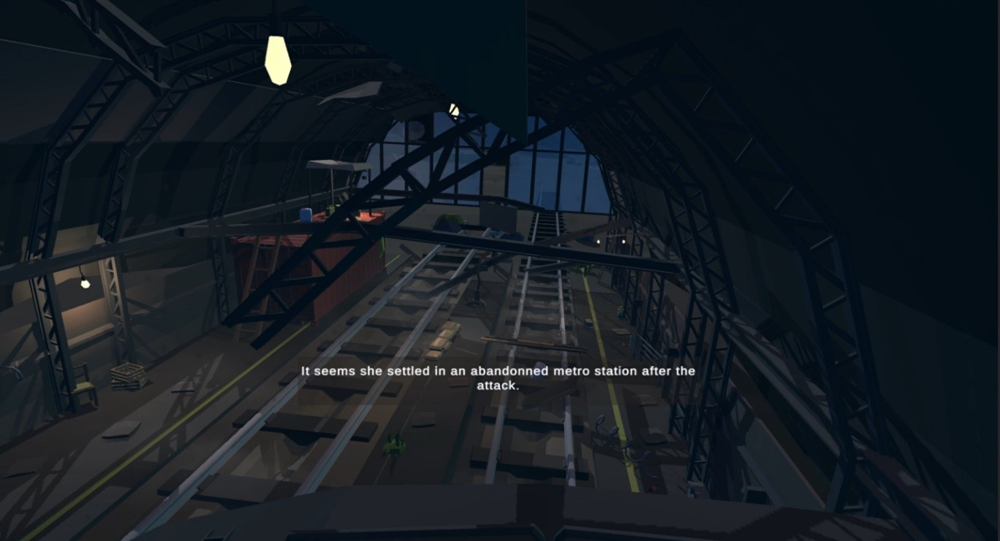 It seems she settled in an abandonned metro station after the
attack.